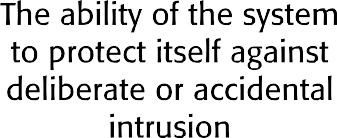 The ability of the system
to protect itself against
deliberate or accidental
intrusion